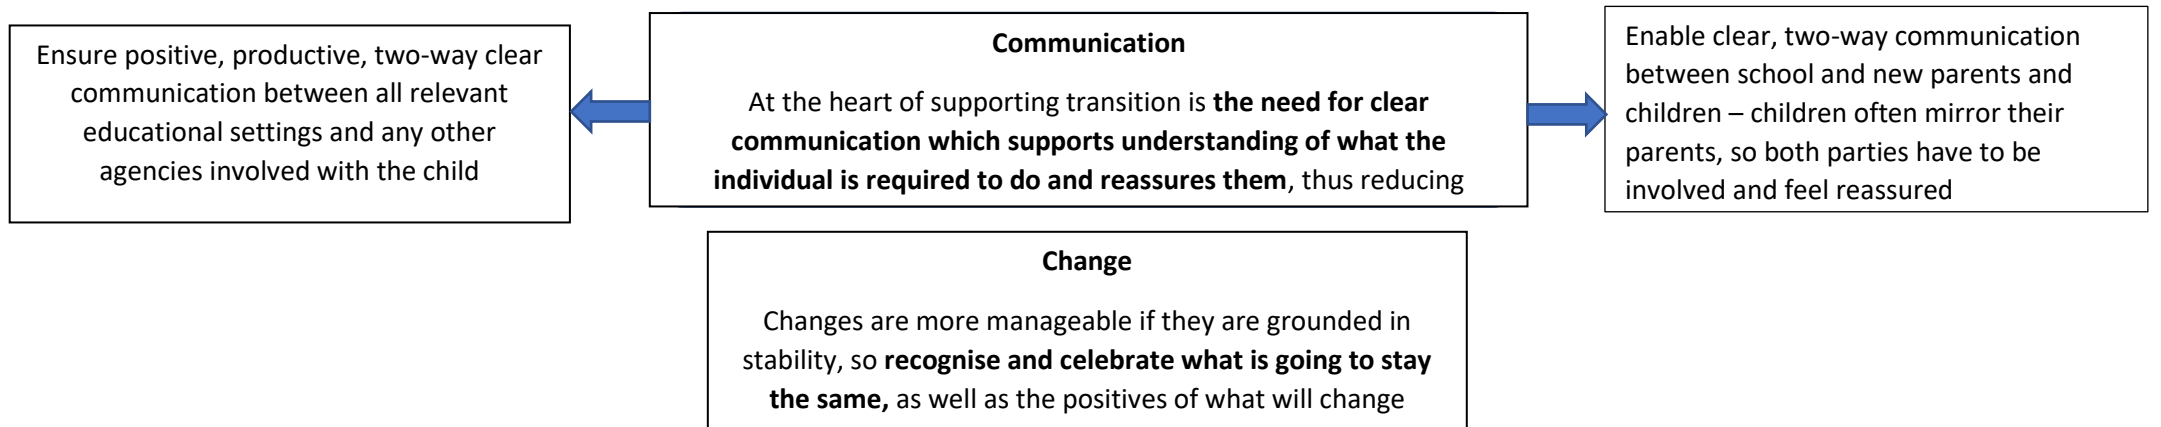 Ensure positive, productive, two-way clear
communication between all relevant
educational settings and any other
agencies involved with the child
Communication
At the heart of supporting transition is the need for clear
communication which supports understanding of what the
individual is required to do and reassures them, thus reducing
Enable clear, two-way communication
between school and new parents and
children – children often mirror their
parents, so both parties have to be
involved and feel reassured
Change
Changes are more manageable if they are grounded in
stability, so recognise and celebrate what is going to stay
the same, as well as the positives of what will change